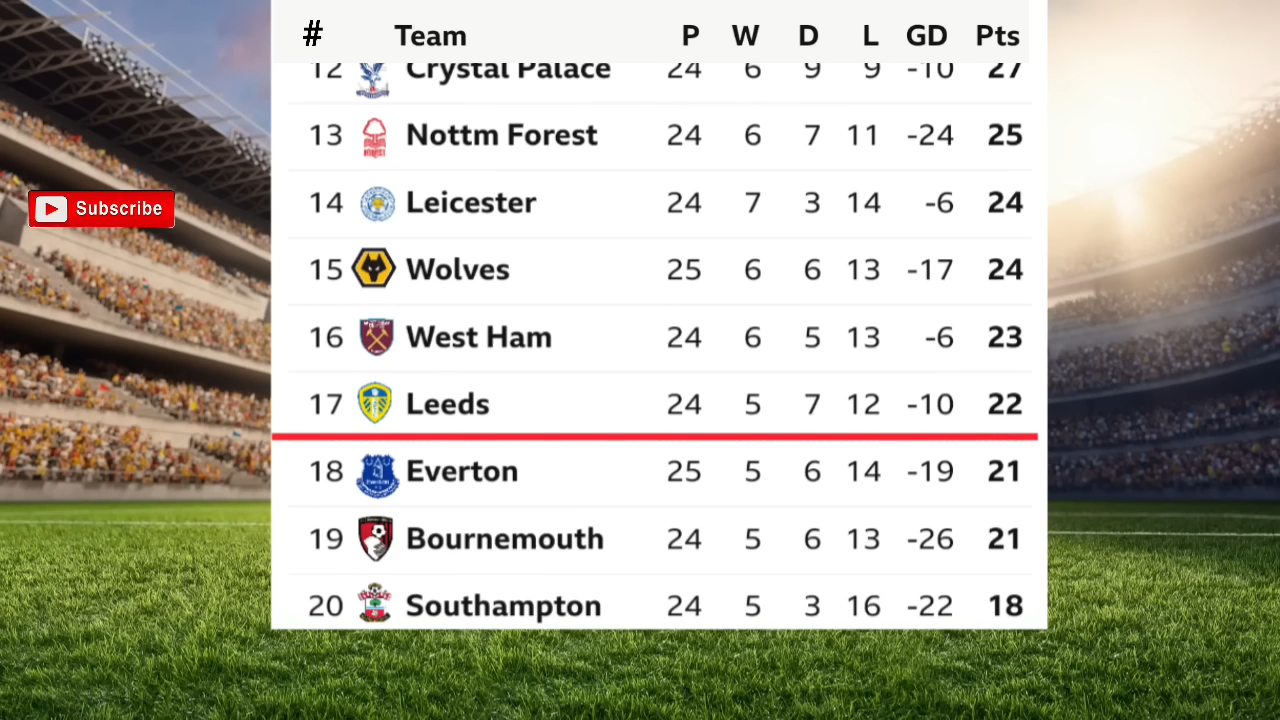 # Team P W D L GD Pts
12 Crystal Palace 24 6 9 9 -10 27
13 Nottm Forest 24 6 7 11 -24 25
Subscribe
14 Leicester 24 7 3 14 -6 24
15 Wolves 25 6 6 13 -17 24
16 West Ham 24 6 5 13 -6 23
17 Leeds 24 5 7 12 -10 22
18 Everton 25 5 6 14 -19 21
19 Bournemouth 24 5 6 13 -26 21
20 Southampton 24 5 3 16 -22 18